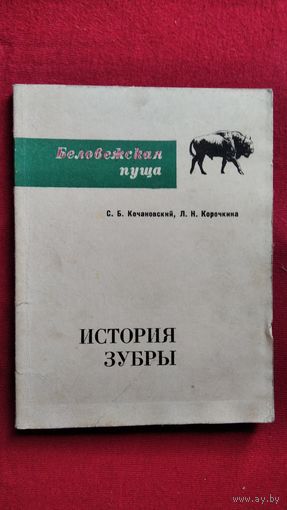 Беловежская
пуща
С. Б. Кочановский, Л. Н. Корочкина
ИСТОРИЯ
ЗУБРЫ
www.ay.by